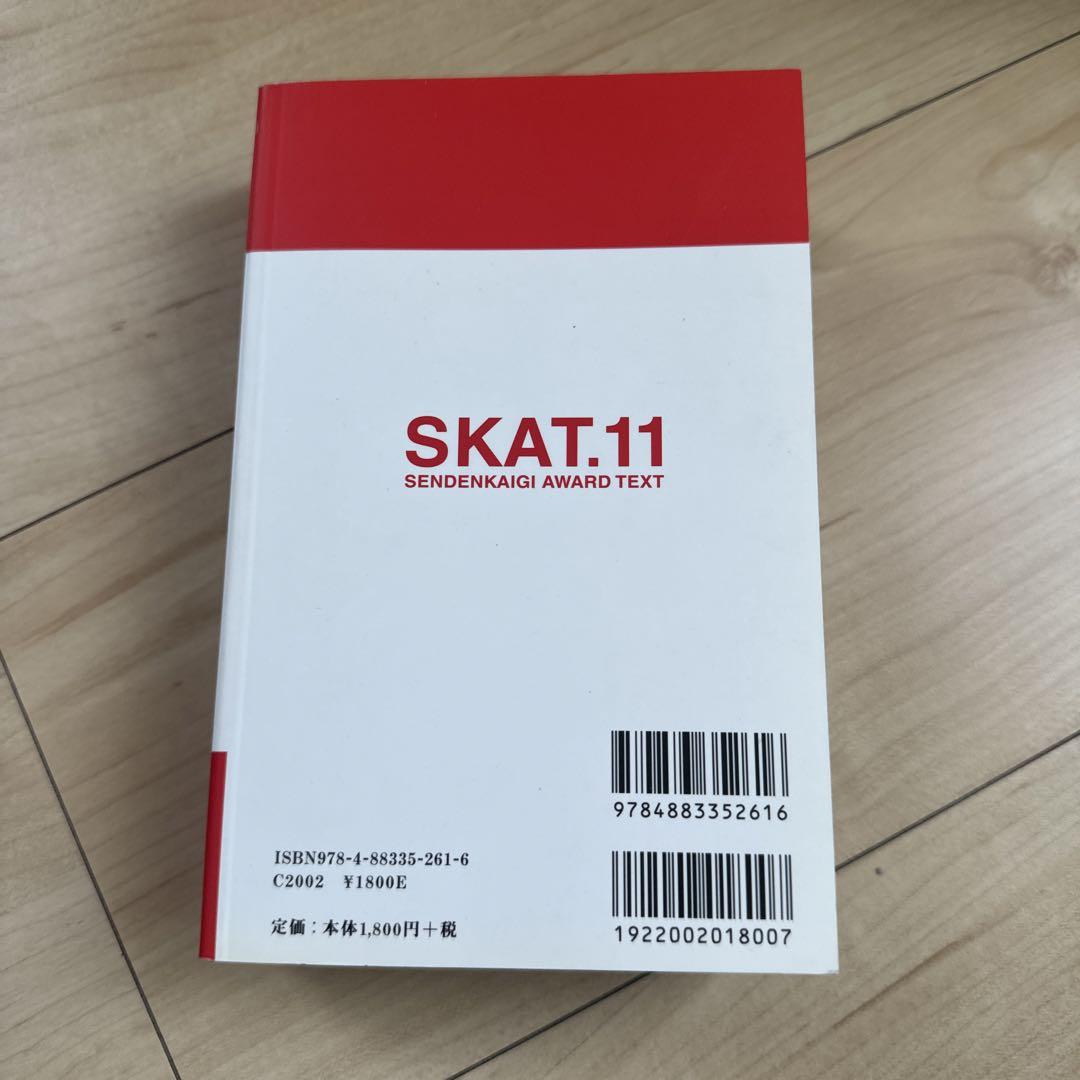 SKAT.11
SENDENKAIGI AWARD TEXT
9784883352616
ISBN978-4-88335-261-6
C2002 ¥1800E
定価：本体1,800円＋税
1922002018007